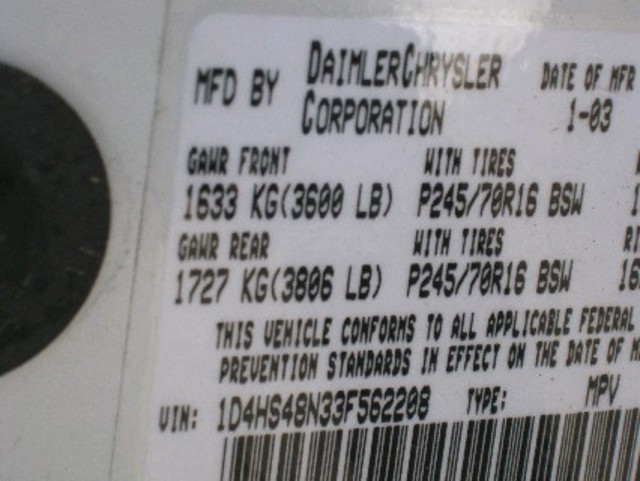 MFD BY DAIMLERCHRYSLER CORPORATION DATE OF MFR 1-03
GAWR FRONT WITH TIRES
1633 KG(3600 LB) P245/70R16 BSW
GAWR REAR WITH TIRES
1727 KG(3806 LB) P245/70R16 BSW
THIS VEHICLE CONFORMS TO ALL APPLICABLE FEDERAL
PREVENTION STANDARDS IN EFFECT ON THE DATE OF
VIN: 1D4HS48N33F562208 TYPE: MPV